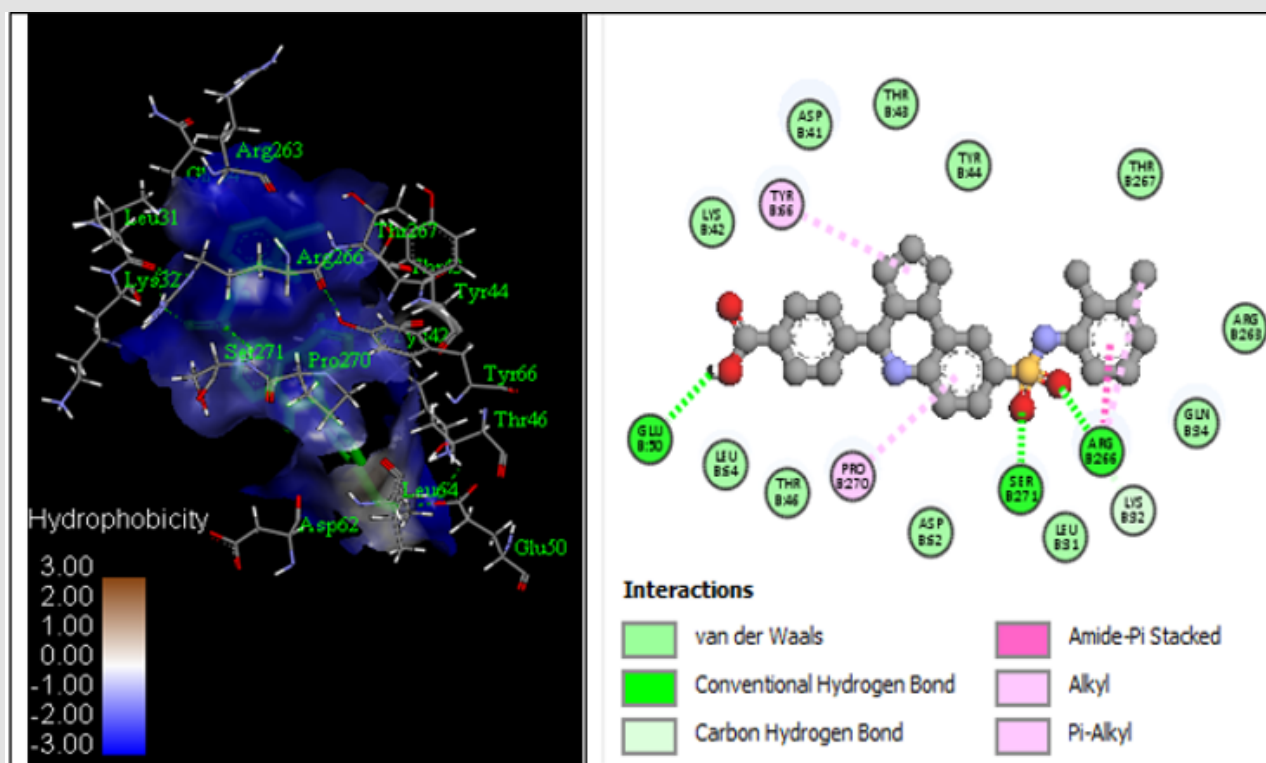 Arg263
Leu31
Thr267
Arg266
Lys32
Tyr44
Ser271
Pro270
Tyr66
Thr46
Leu64
Asp62
Glu50
Hydrophobicity
3.00
2.00
1.00
0.00
-1.00
-2.00
-3.00
THR
B:43
ASP
B:41
TYR
B:44
THR
B:267
TYR
B:66
LYS
B:42
ARG
B:263
GLN
B:34
GLU
B:50
LEU
B:64
THR
B:46
PRO
B:270
ASP
B:62
SER
B:271
LEU
B:31
ARG
B:266
LYS
B:32
Interactions
van der Waals
Conventional Hydrogen Bond
Carbon Hydrogen Bond
Amide-Pi Stacked
Alkyl
Pi-Alkyl